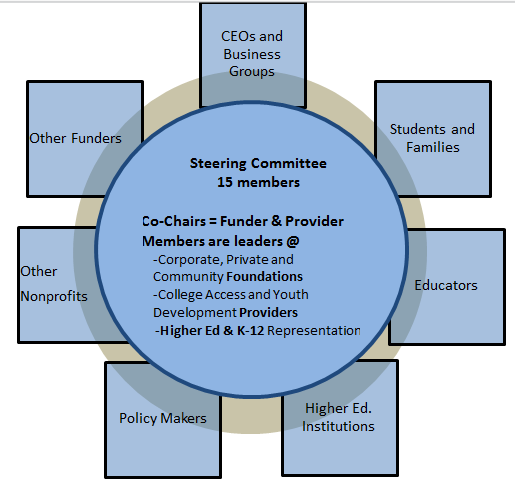 CEOs and
Business
Groups
Other Funders
Students and
Families
Steering Committee
15 members
Co-Chairs = Funder & Provider
Members are leaders @
-Corporate, Private and
Community Foundations
-College Access and Youth
Development Providers
-Higher Ed & K-12 Representation
Other
Nonprofits
Educators
Policy Makers
Higher Ed.
Institutions